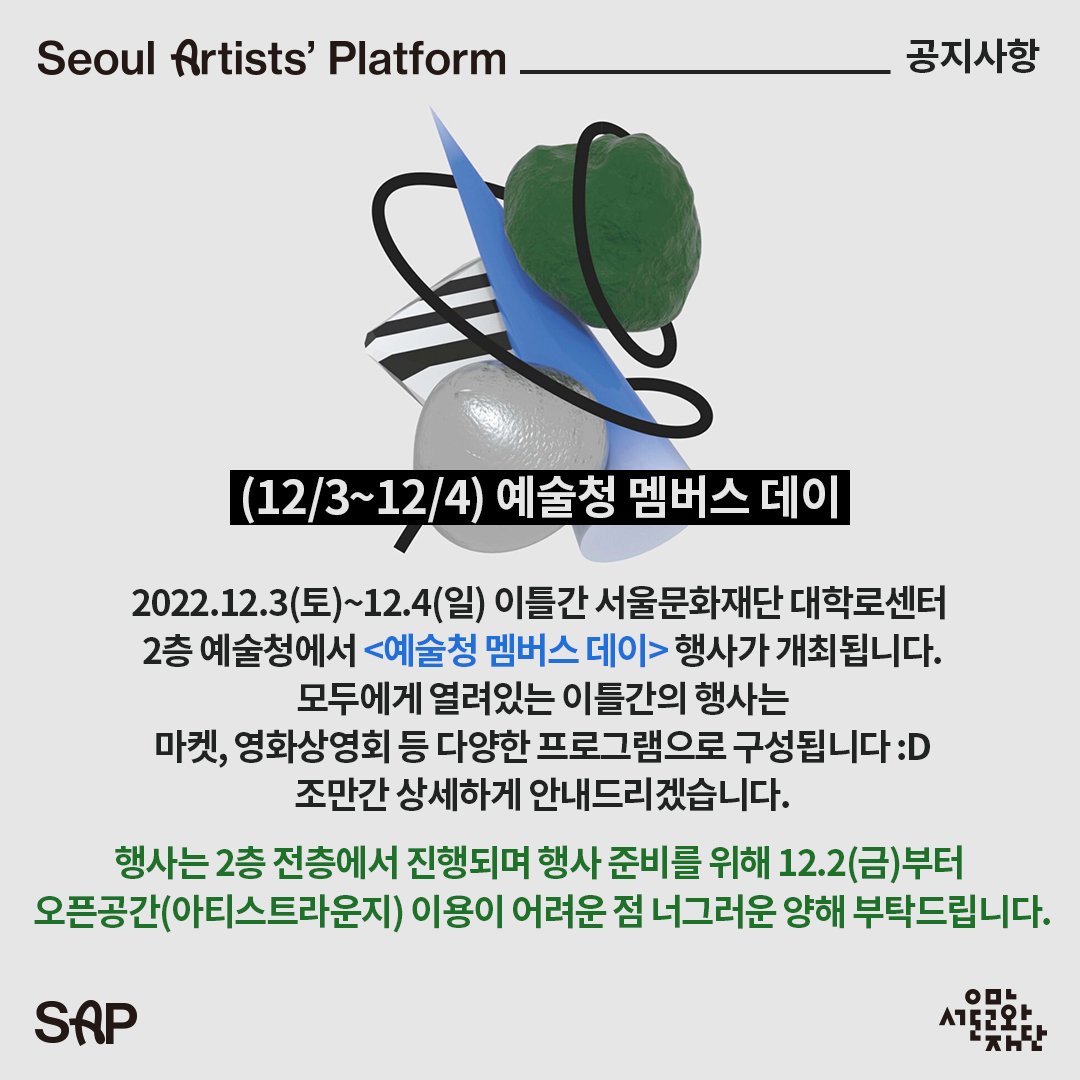 Seoul Artists’ Platform
공지사항
(12/3~12/4) 예술청 멤버스 데이
2022.12.3(토)~12.4(일) 이틀간 서울문화재단 대학로센터
2층 예술청에서 <예술청 멤버스 데이> 행사가 개최됩니다.
모두에게 열려있는 이틀간의 행사는
마켓, 영화상영회 등 다양한 프로그램으로 구성됩니다 :D
조만간 상세하게 안내드리겠습니다.
행사는 2층 전층에서 진행되며 행사 준비를 위해 12.2(금)부터
오픈공간(아티스트라운지) 이용이 어려운 점 너그러운 양해 부탁드립니다.
SAP
서울문화재단